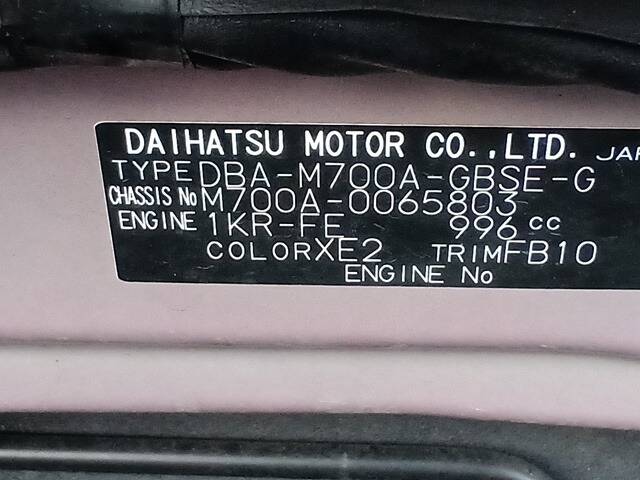 DAIHATSU MOTOR CO.,LTD. JAP
TYPE DBA-M700A-GBSE-G
CHASSIS No M700A-0065803
ENGINE 1KR-FE 996 cc
COLOR XE2 TRIM FB10
ENGINE No